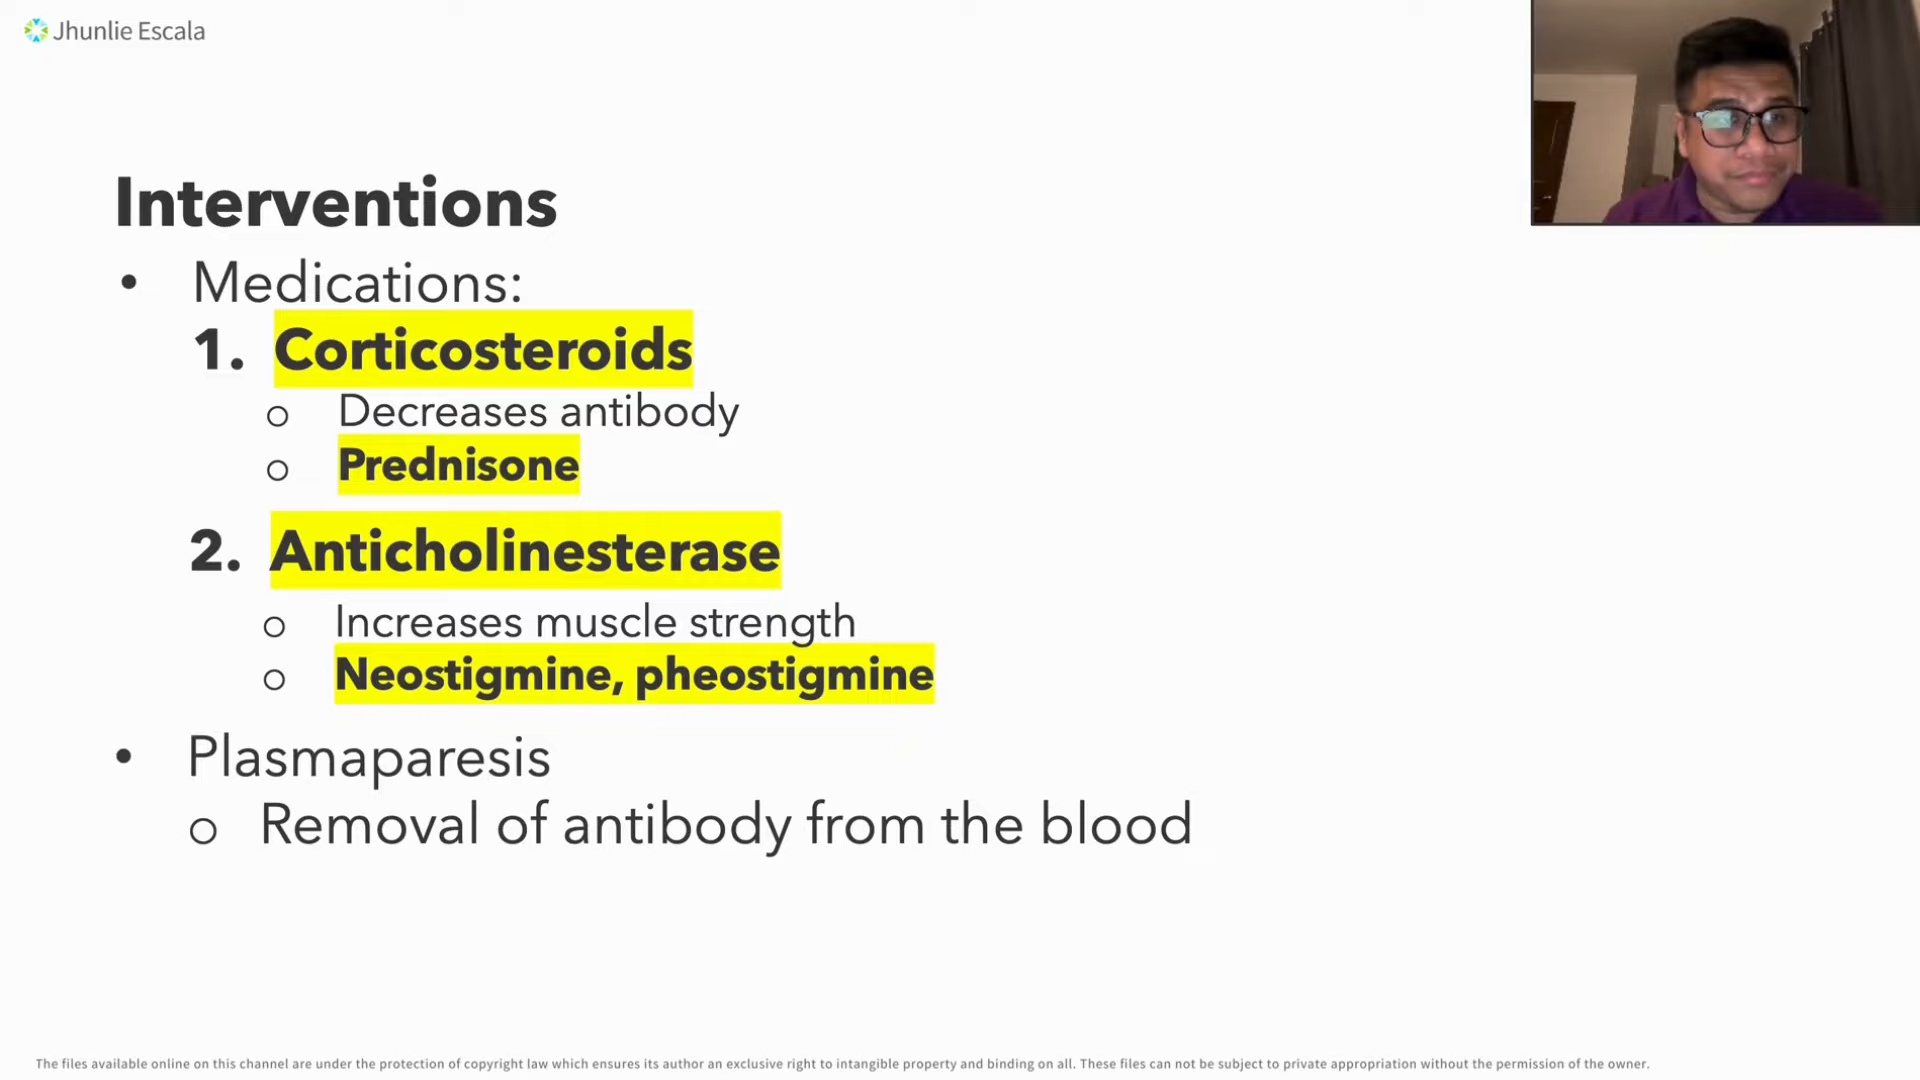 Jhunlie Escala
Interventions
• Medications:
1. Corticosteroids
o Decreases antibody
o Prednisone
2. Anticholinesterase
o Increases muscle strength
o Neostigmine, pheostigmine
• Plasmaparesis
o Removal of antibody from the blood
The files available online on this channel are under the protection of copyright law which ensures its author an exclusive right to intangible property and binding on all. These files can not be subject to private appropriation without the permission of the owner.